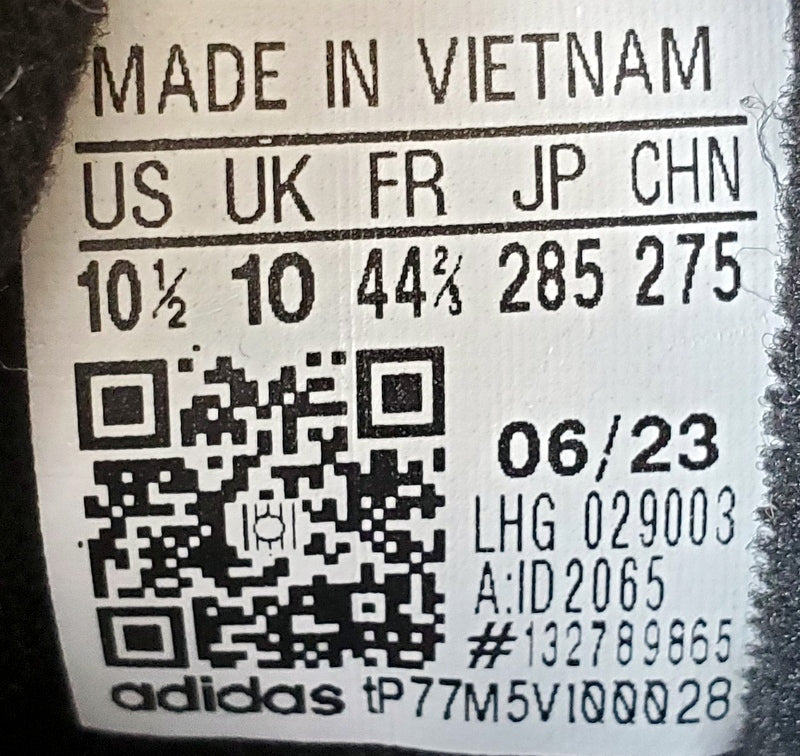 MADE IN VIETNAM
US UK FR JP CHN
10½ 10 44⅔ 285 275
06/23
LHG 029003
A:ID2065
#132789865
adidas tP77M5V100028